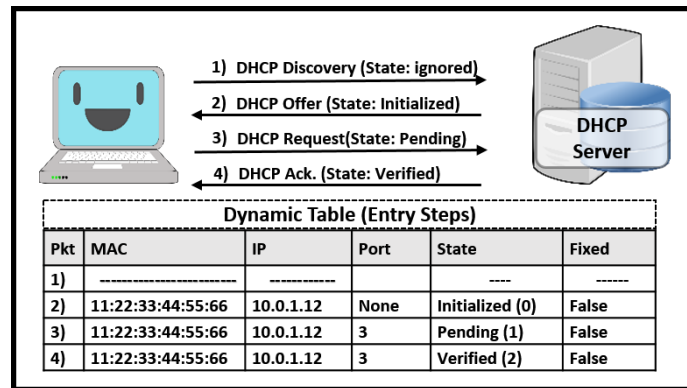 1) DHCP Discovery (State: ignored)
2) DHCP Offer (State: Initialized)
3) DHCP Request(State: Pending)
4) DHCP Ack. (State: Verified)
DHCP
Server
Dynamic Table (Entry Steps)
Pkt MAC IP Port State Fixed
1) ------------------------- ------------ ---- ------
2) 11:22:33:44:55:66 10.0.1.12 None Initialized (0) False
3) 11:22:33:44:55:66 10.0.1.12 3 Pending (1) False
4) 11:22:33:44:55:66 10.0.1.12 3 Verified (2) False